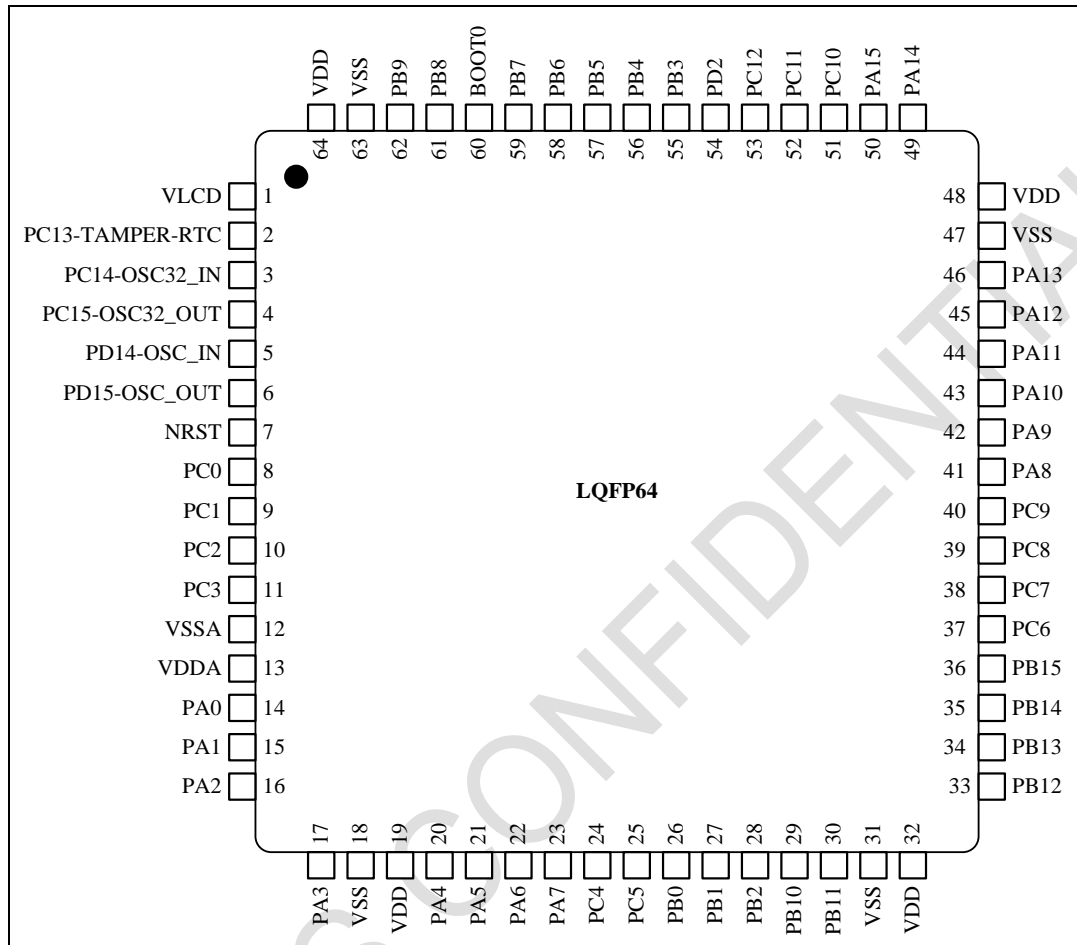 VDD
VSS
PB9
PB8
BOOT0
PB7
PB6
PB5
PB4
PB3
PD2
PC12
PC11
PC10
PA15
PA14
64
63
62
61
60
59
58
57
56
55
54
53
52
51
50
49
VLCD 1
PC13-TAMPER-RTC 2
PC14-OSC32_IN 3
PC15-OSC32_OUT 4
PD14-OSC_IN 5
PD15-OSC_OUT 6
NRST 7
PC0 8
PC1 9
PC2 10
PC3 11
VSSA 12
VDDA 13
PA0 14
PA1 15
PA2 16
LQFP64
48 VDD
47 VSS
46 PA13
45 PA12
44 PA11
43 PA10
42 PA9
41 PA8
40 PC9
39 PC8
38 PC7
37 PC6
36 PB15
35 PB14
34 PB13
33 PB12
17
18
19
20
21
22
23
24
25
26
27
28
29
30
31
32
PA3
VSS
VDD
PA4
PA5
PA6
PA7
PC4
PC5
PB0
PB1
PB2
PB10
PB11
VSS
VDD
CONFIDENTIA